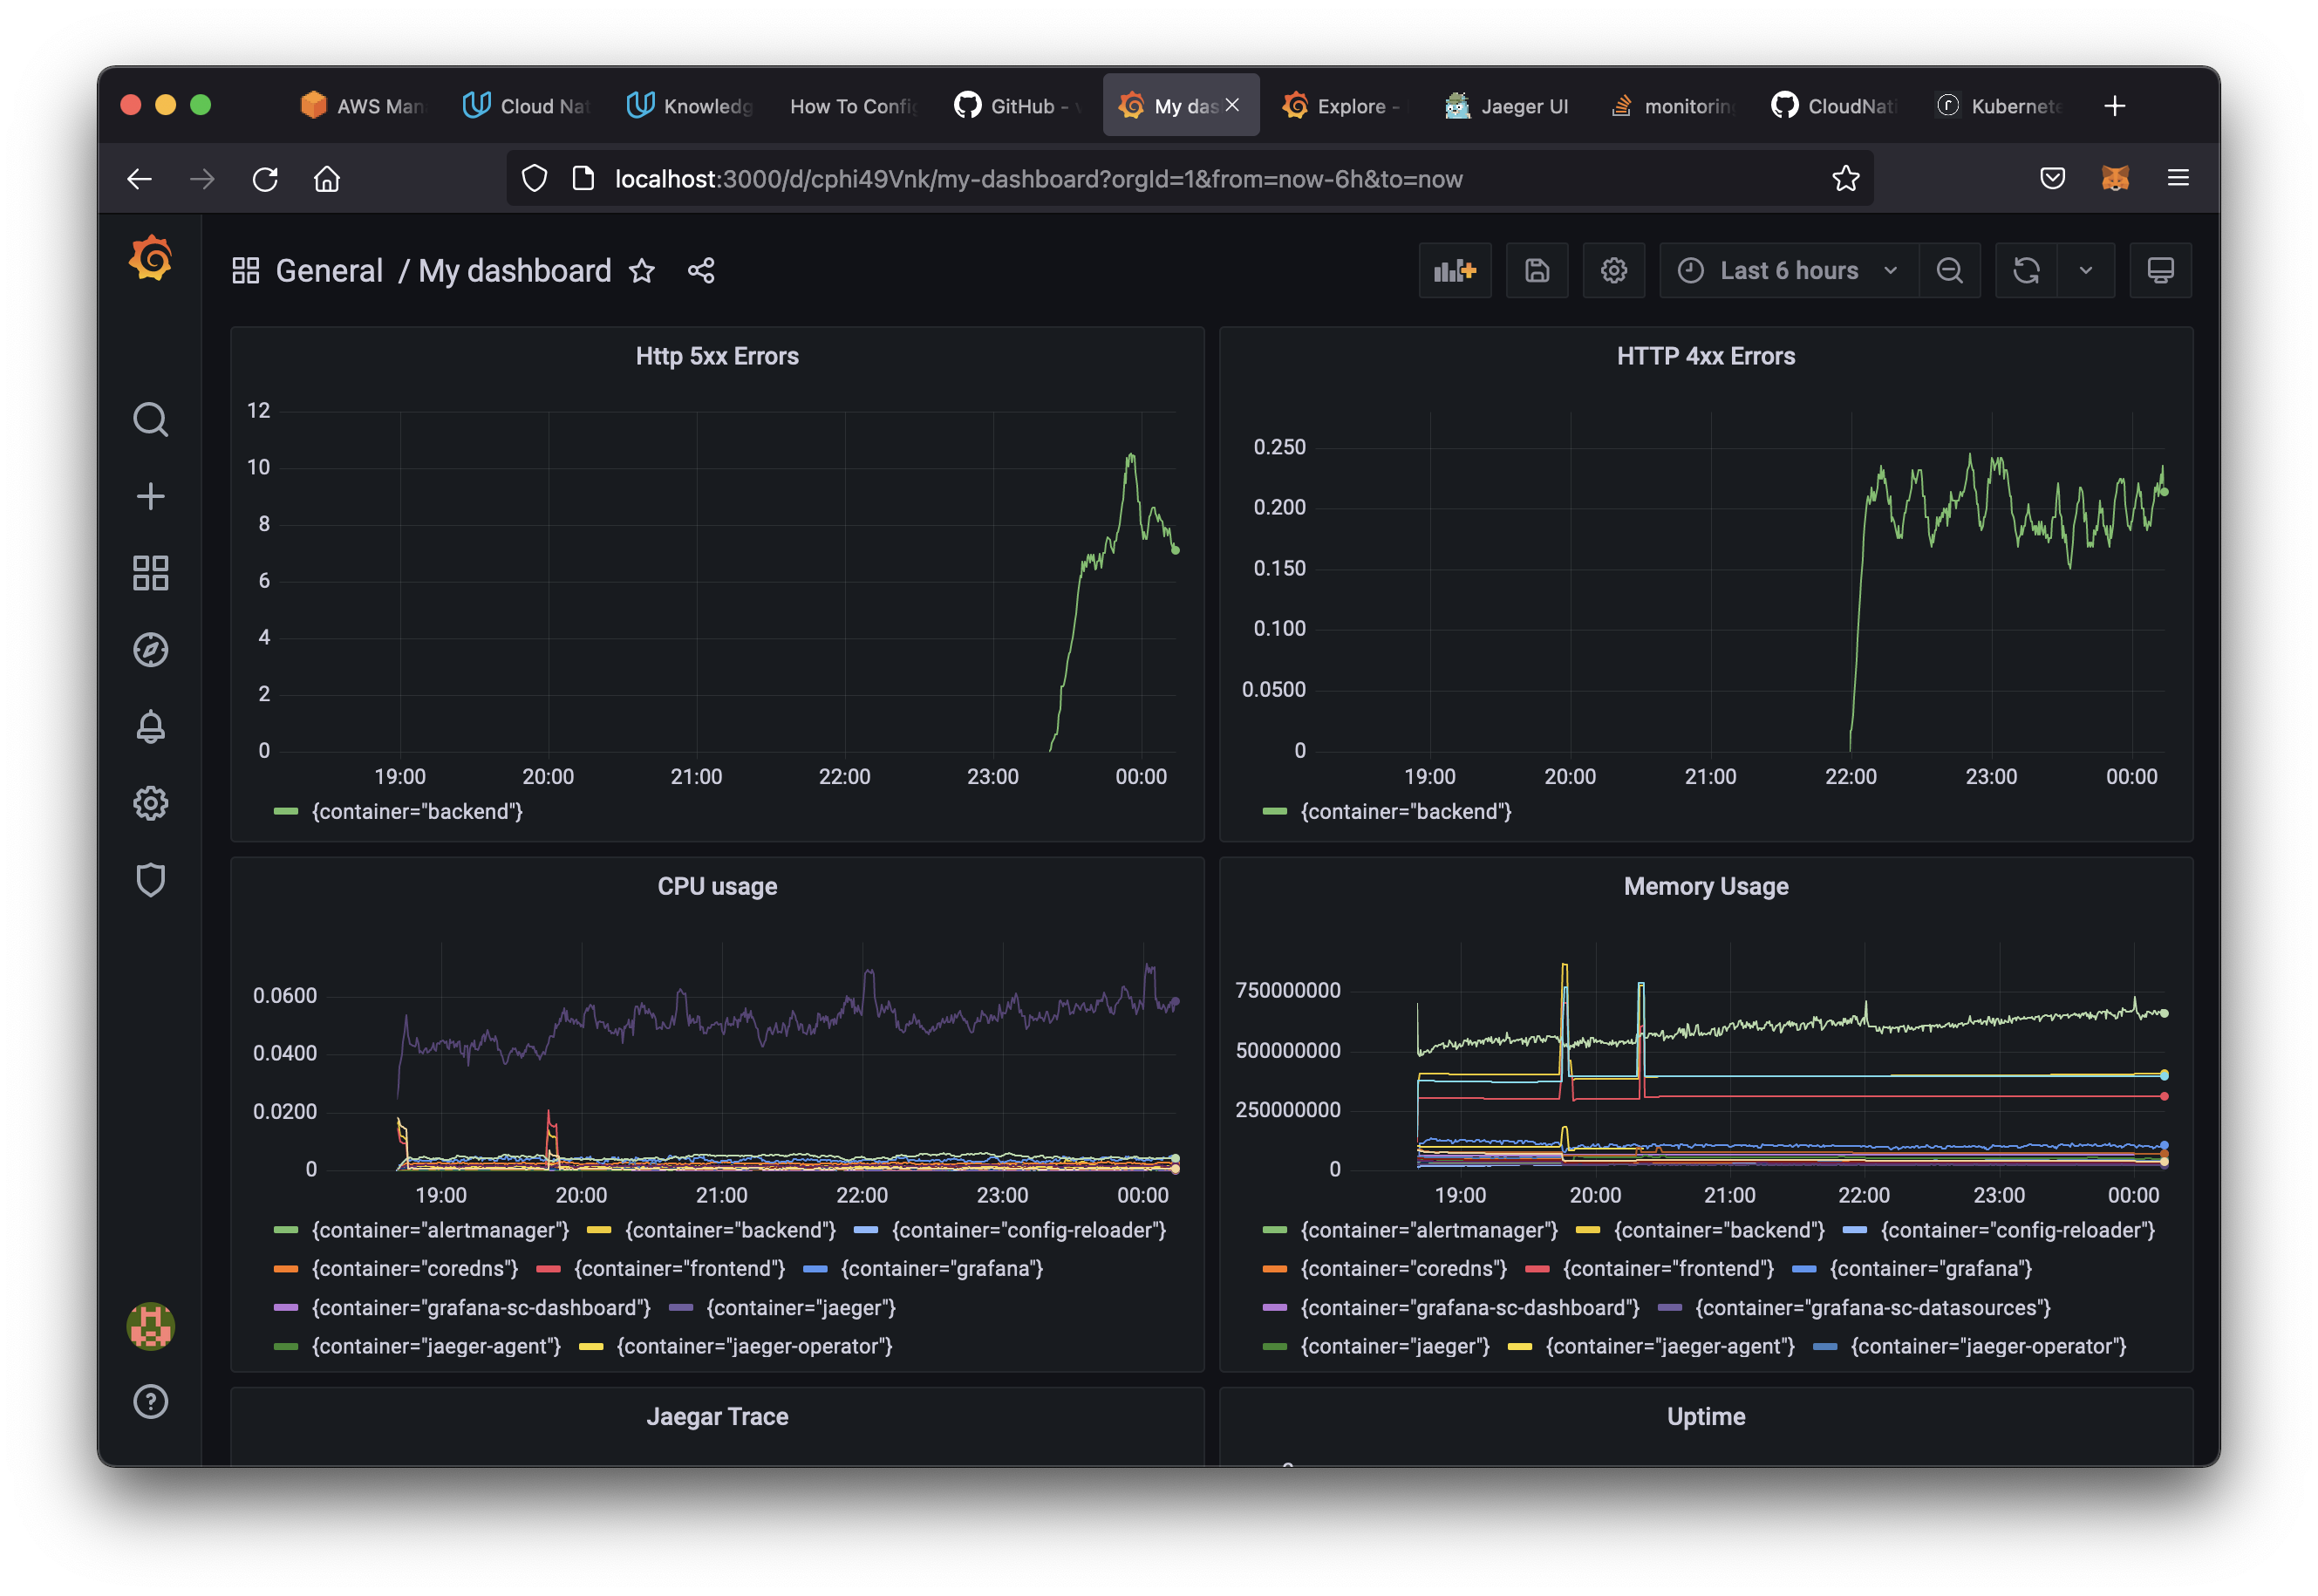 AWS Man
Cloud Nat
Knowledg
How To Confi
GitHub -
My das
Explore -
Jaeger UI
monitorin
CloudNati
Kubernete
localhost:3000/d/cphi49Vnk/my-dashboard?orgId=1&from=now-6h&to=now
General / My dashboard
Last 6 hours
Http 5xx Errors
12
10
8
6
4
2
0
19:00 20:00 21:00 22:00 23:00 00:00
{container="backend"}
HTTP 4xx Errors
0.250
0.200
0.150
0.100
0.0500
0
19:00 20:00 21:00 22:00 23:00 00:00
{container="backend"}
CPU usage
0.0600
0.0400
0.0200
0
19:00 20:00 21:00 22:00 23:00 00:00
{container="alertmanager"} {container="backend"} {container="config-reloader"}
{container="coredns"} {container="frontend"} {container="grafana"}
{container="grafana-sc-dashboard"} {container="jaeger"}
{container="jaeger-agent"} {container="jaeger-operator"}
Memory Usage
750000000
500000000
250000000
0
19:00 20:00 21:00 22:00 23:00 00:00
{container="alertmanager"} {container="backend"} {container="config-reloader"}
{container="coredns"} {container="frontend"} {container="grafana"}
{container="grafana-sc-dashboard"} {container="grafana-sc-datasources"}
{container="jaeger"} {container="jaeger-agent"} {container="jaeger-operator"}
Jaegar Trace
Uptime